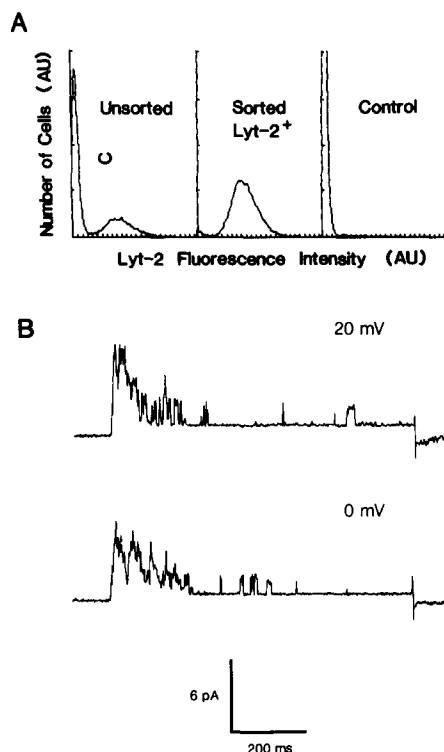 A
Number of Cells (AU)
Unsorted
Sorted
Lyt-2+
Control
C
Lyt-2 Fluorescence Intensity (AU)
B
20 mV
0 mV
6 pA
200 ms